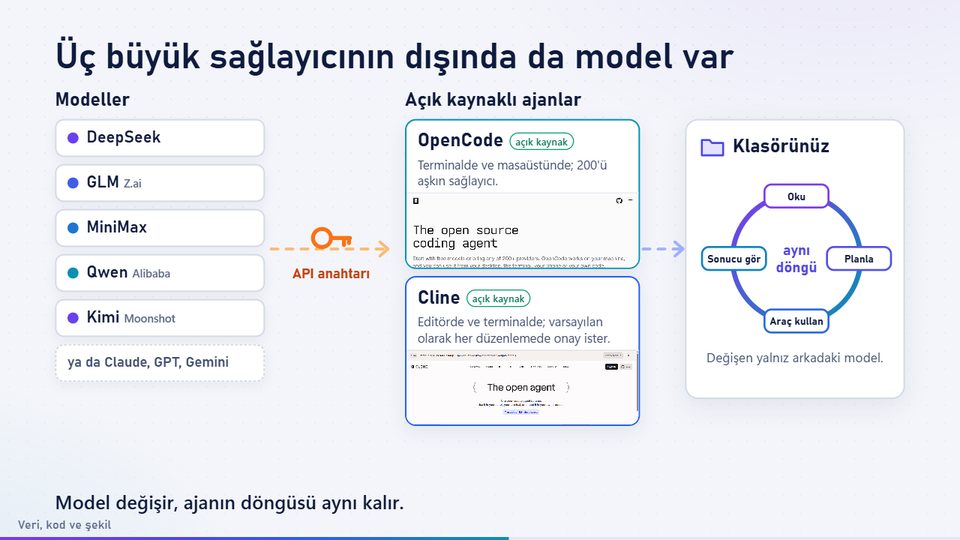 Üç büyük sağlayıcının dışında da model var
Modeller
DeepSeek
GLM Z.ai
MiniMax
Qwen Alibaba
Kimi Moonshot
ya da Claude, GPT, Gemini
API anahtarı
Açık kaynaklı ajanlar
OpenCode açık kaynak
Terminalde ve masaüstünde; 200'ü
aşkın sağlayıcı.
The open source
coding agent
Cline açık kaynak
Editörde ve terminalde; varsayılan
olarak her düzenlemede onay ister.
The open agent
Klasörünüz
Oku
Sonucu gör
aynı
döngü
Planla
Araç kullan
Değişen yalnız arkadaki model.
Model değişir, ajanın döngüsü aynı kalır.
Veri, kod ve şekil